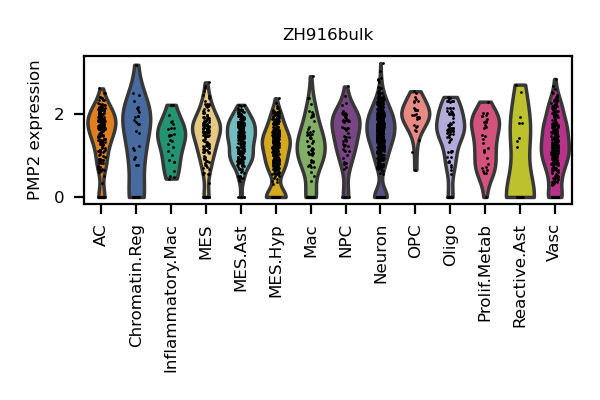 ZH916bulk
PMP2 expression
2
0
AC
Chromatin.Reg
Inflammatory.Mac
MES
MES.Ast
MES.Hyp
Mac
NPC
Neuron
OPC
Oligo
Prolif.Metab
Reactive.Ast
Vasc